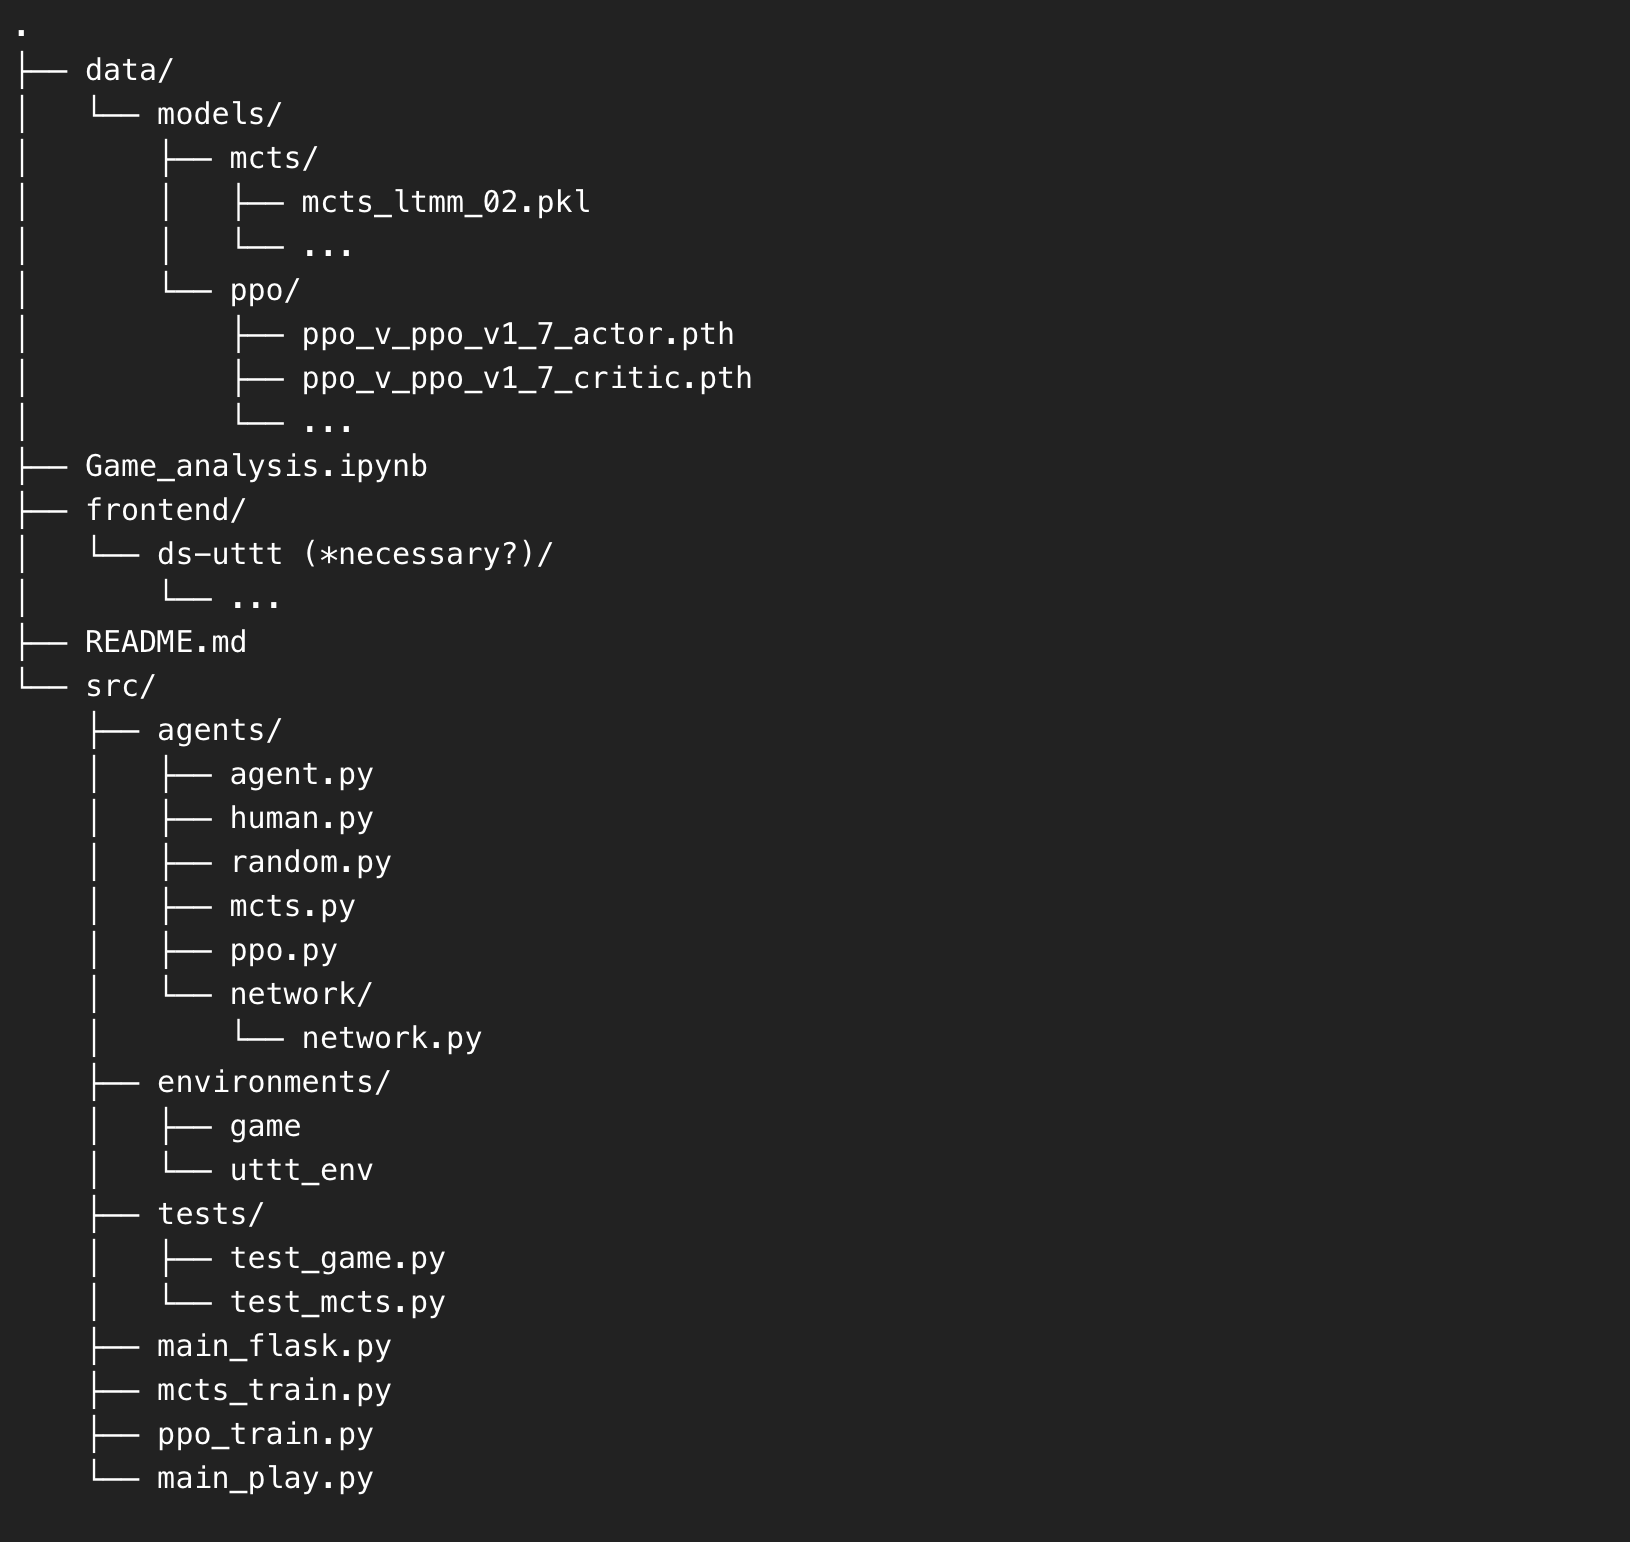 .
├── data/
│   └── models/
│       ├── mcts/
│       │   ├── mcts_ltmm_02.pkl
│       │   └── ...
│       └── ppo/
│           ├── ppo_v_ppo_v1_7_actor.pth
│           ├── ppo_v_ppo_v1_7_critic.pth
│           └── ...
├── Game_analysis.ipynb
├── frontend/
│   └── ds-uttt (*necessary?)/
│       └── ...
├── README.md
└── src/
    ├── agents/
    │   ├── agent.py
    │   ├── human.py
    │   ├── random.py
    │   ├── mcts.py
    │   ├── ppo.py
    │   └── network/
    │       └── network.py
    ├── environments/
    │   ├── game
    │   └── uttt_env
    ├── tests/
    │   ├── test_game.py
    │   └── test_mcts.py
    ├── main_flask.py
    ├── mcts_train.py
    ├── ppo_train.py
    └── main_play.py